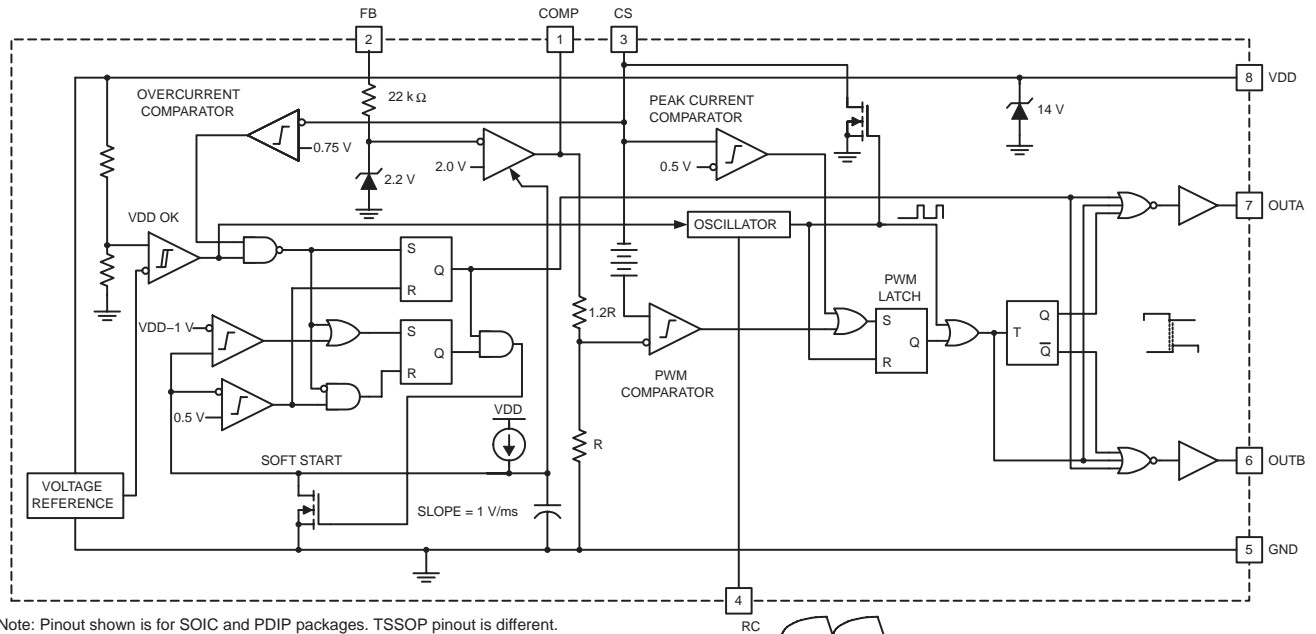 FB
COMP
CS
2
1
3
8
VDD
OVERCURRENT
COMPARATOR
22 k Ω
PEAK CURRENT
COMPARATOR
14 V
0.75 V
2.0 V
0.5 V
2.2 V
VDD OK
OSCILLATOR
7
OUTA
S
Q
R
PWM
LATCH
1.2R
VDD–1 V
S
Q
R
S
Q
R
T
Q
Q
PWM
COMPARATOR
0.5 V
VDD
R
SOFT START
6
OUTB
VOLTAGE
REFERENCE
SLOPE = 1 V/ms
5
GND
4
RC
Note: Pinout shown is for SOIC and PDIP packages. TSSOP pinout is different.